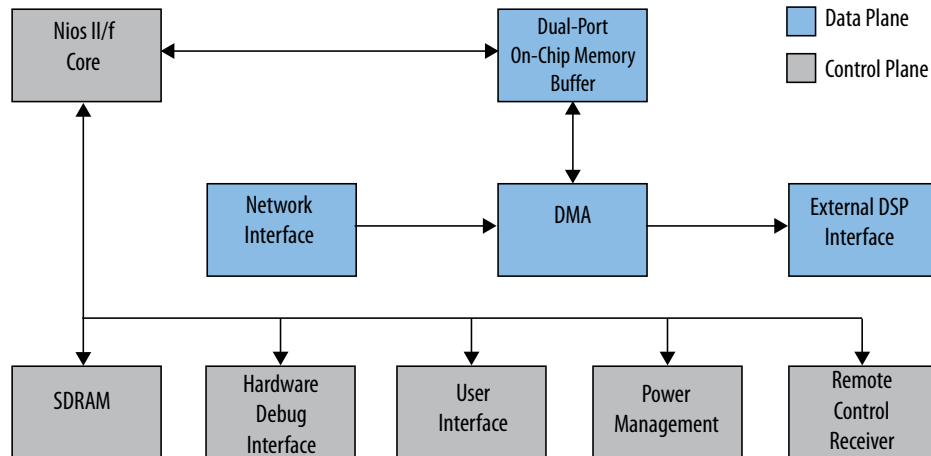 Nios II/f
Core
Dual-Port
On-Chip Memory
Buffer
Data Plane
Control Plane
Network
Interface
DMA
External DSP
Interface
SDRAM
Hardware
Debug
Interface
User
Interface
Power
Management
Remote
Control
Receiver